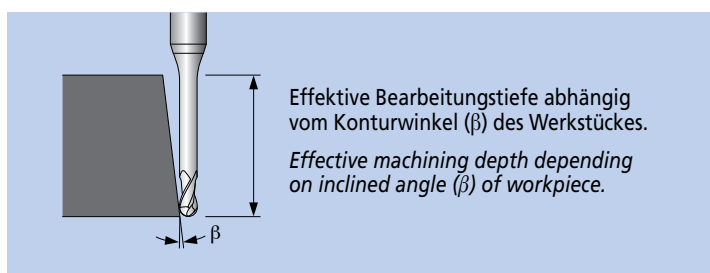 Effektive Bearbeitungstiefe abhängig
vom Konturwinkel (β) des Werkstückes.
Effective machining depth depending
on inclined angle (β) of workpiece.
β